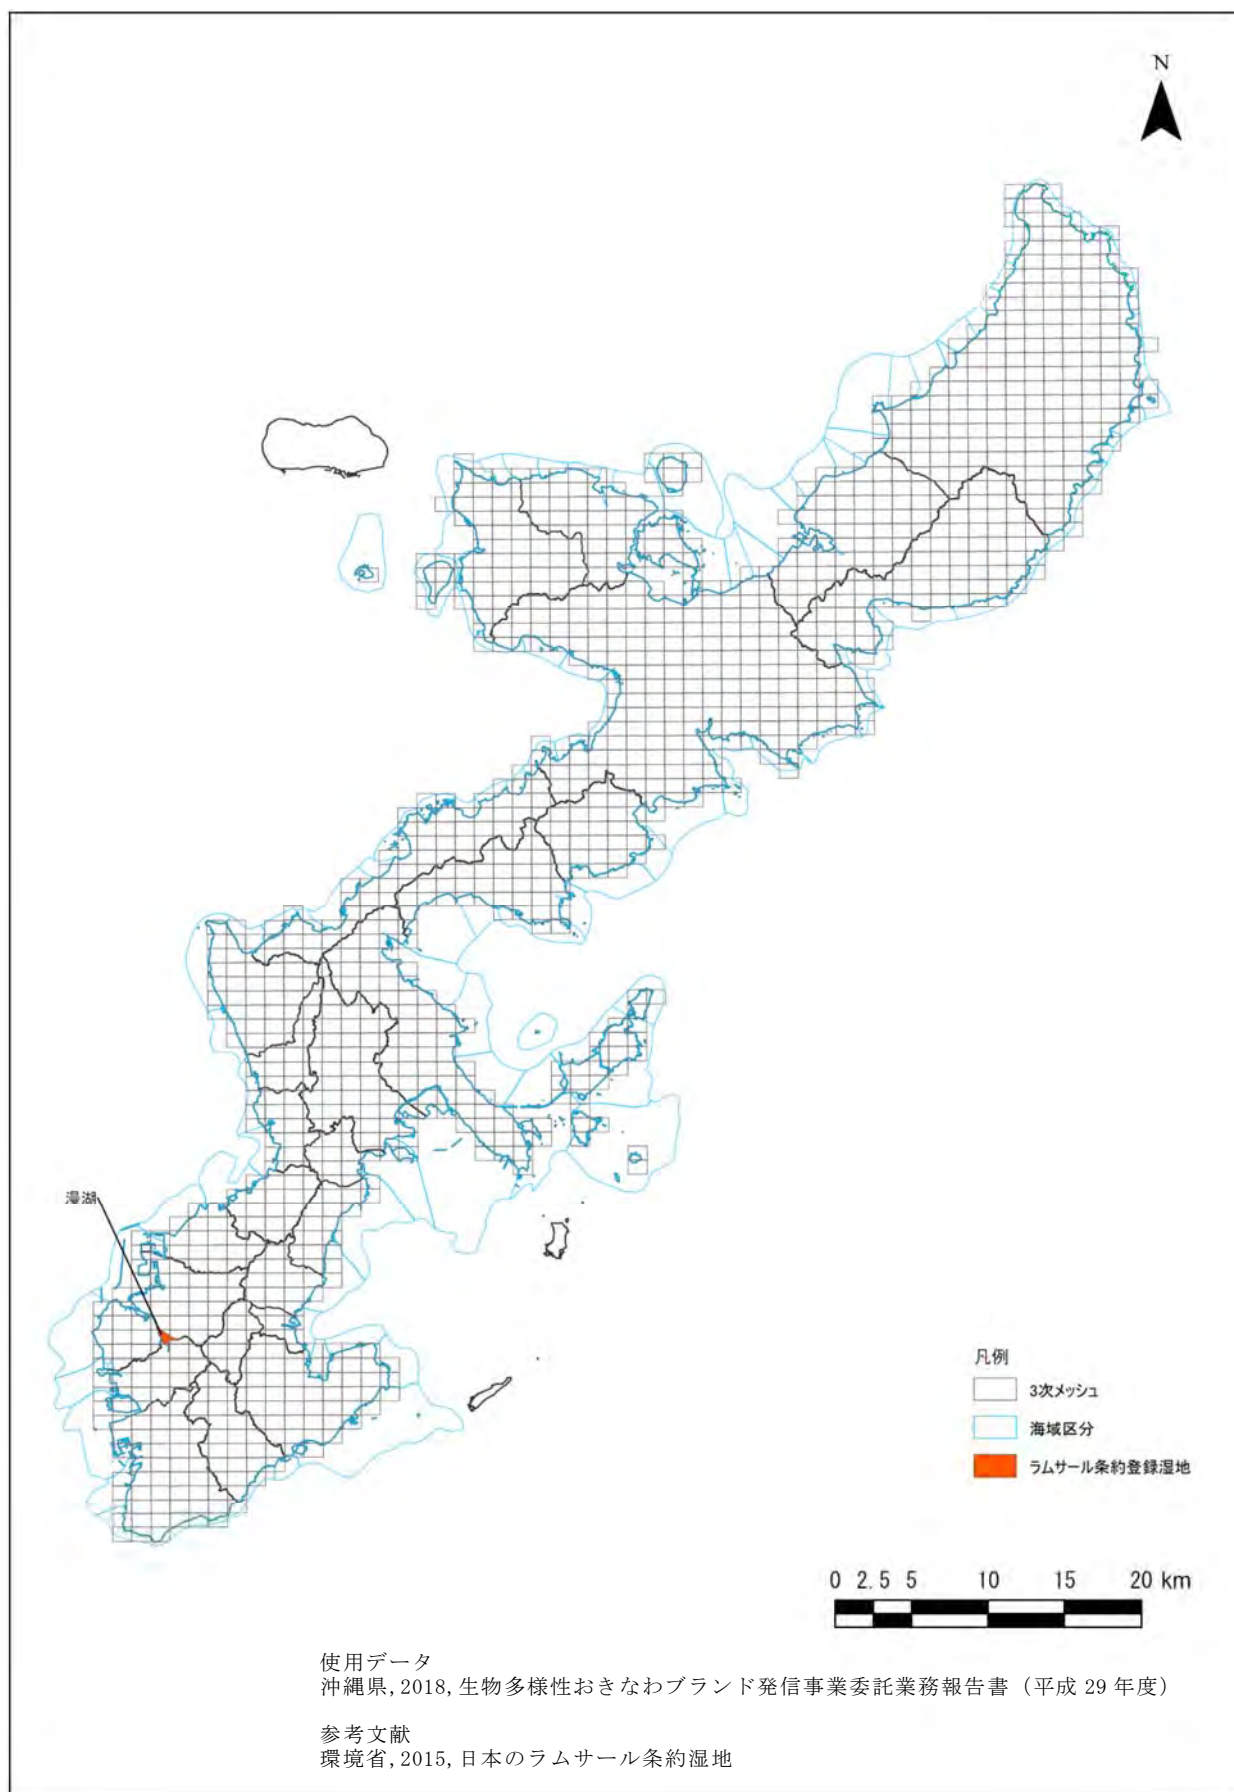 N
漫湖
凡例
3次メッシュ
海域区分
ラムサール条約登録湿地
0 2.5 5 10 15 20 km
使用データ
沖縄県,2018,生物多様性おきなわブランド発信事業委託業務報告書（平成 29 年度）
参考文献
環境省,2015,日本のラムサール条約湿地